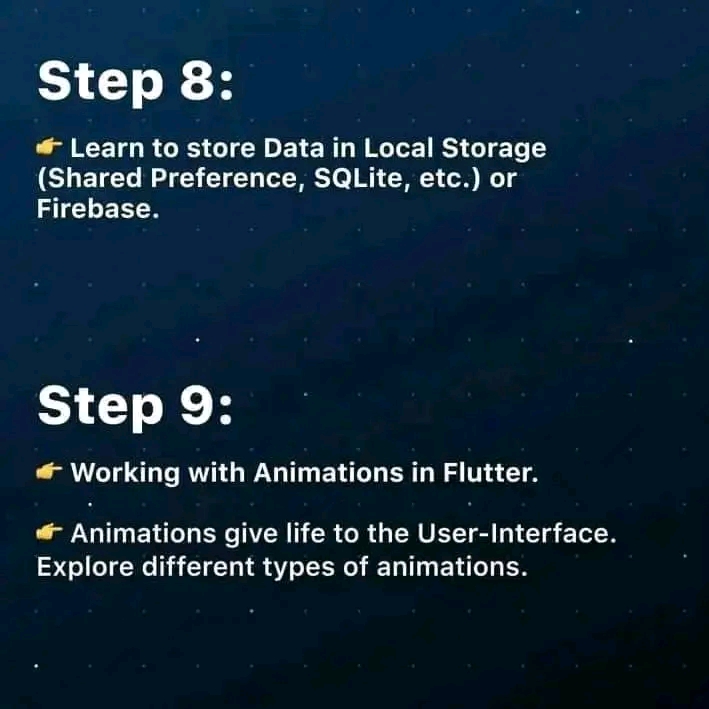 Step 8:
👉 Learn to store Data in Local Storage
(Shared Preference, SQLite, etc.) or
Firebase.
Step 9:
👉 Working with Animations in Flutter.
👉 Animations give life to the User-Interface.
Explore different types of animations.